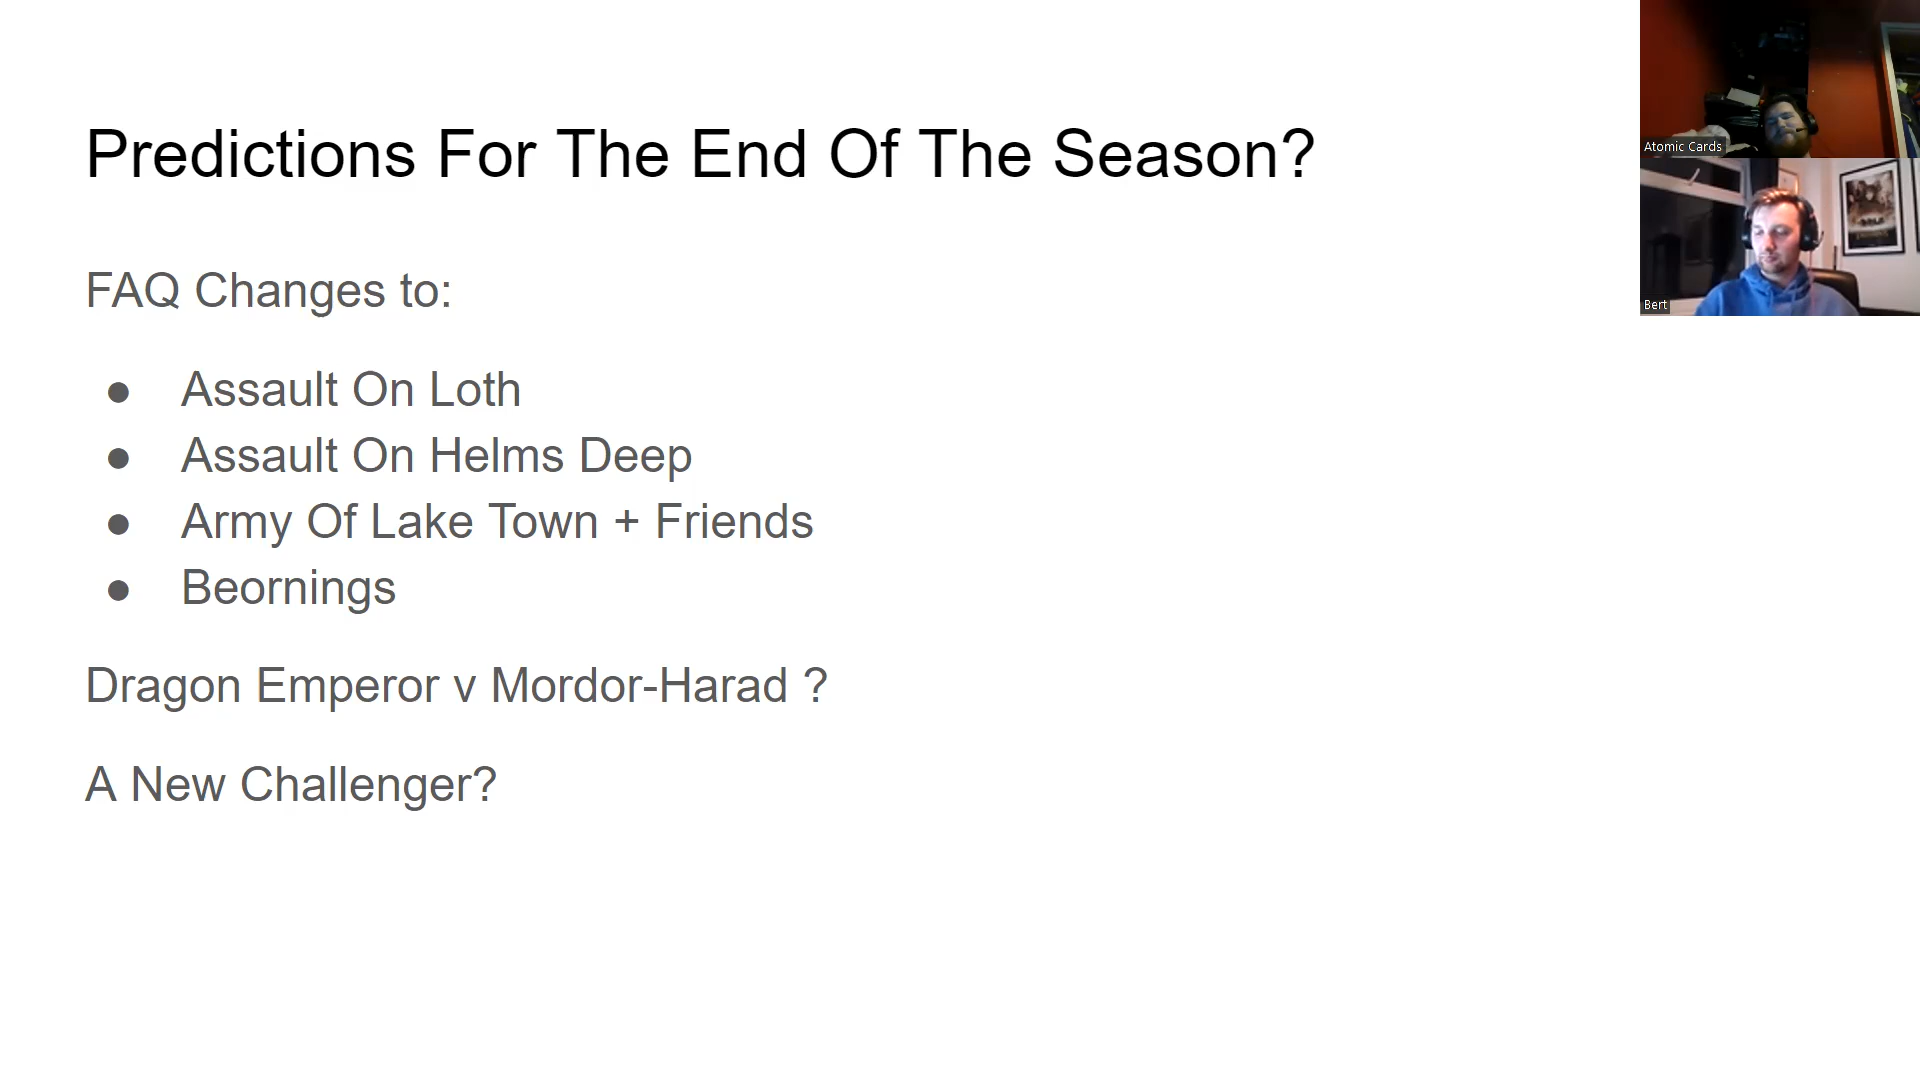 Predictions For The End Of The Season?
FAQ Changes to:
● Assault On Loth
● Assault On Helms Deep
● Army Of Lake Town + Friends
● Beornings
Dragon Emperor v Mordor-Harad ?
A New Challenger?
Atomic Cards
Bert